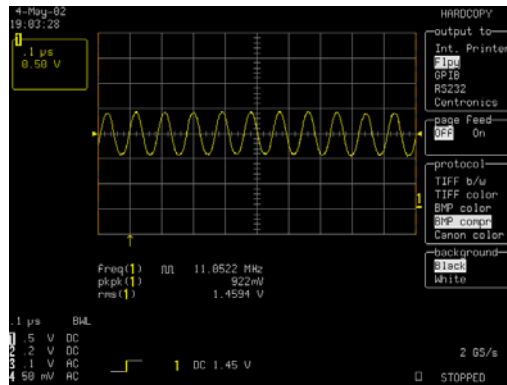 4-May-02
19:03:28
1
.1 µs
0.50 V
HARDCOPY
output to
Int. Printer
Flpy
GPIB
RS232
Centronics
page feed
Off On
protocol
TIFF b/w
TIFF color
BMP color
BMP compr
Canon color
background
Black
White
1
freq(1) 11.0522 MHz
pkpk(1) 922mV
rms(1) 1.4594 V
.1 µs BWL
1 .5 V DC
2 .2 V DC
3 .1 V AC
4 50 mV AC
1 DC 1.45 V
2 GS/s
STOPPED